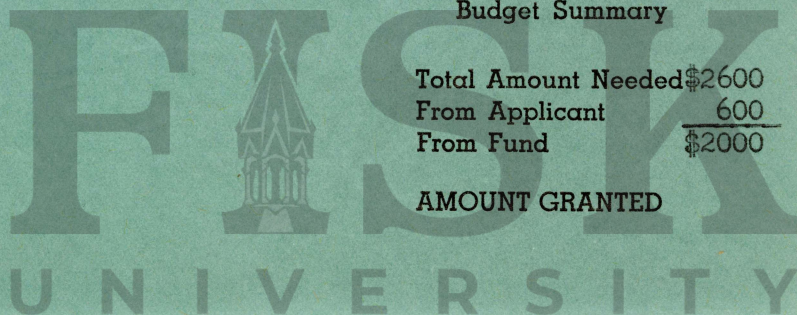 Budget Summary
Total Amount Needed $2600
From Applicant 600
From Fund $2000
AMOUNT GRANTED
FISK
UNIVERSITY